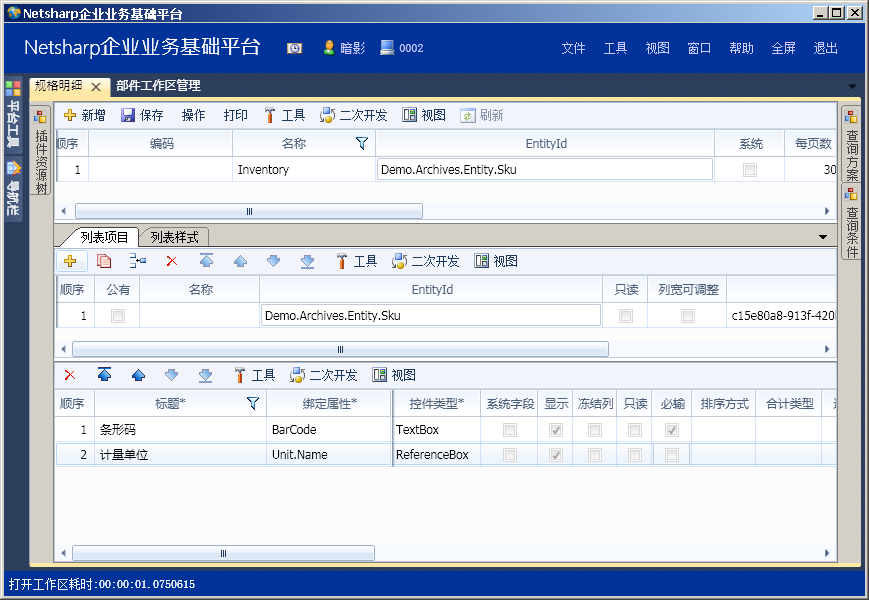 Netsharp企业业务基础平台
Netsharp企业业务基础平台 暗影 0002 文件 工具 视图 窗口 帮助 全屏 退出
平台工具
导航栏
规格明细 部件工作区管理
插件资源树
新增 保存 操作 打印 工具 二次开发 视图 刷新
顺序 编码 名称 EntityId 系统 每页数
1 Inventory Demo.Archives.Entity.Sku 30
列表项目 列表样式
工具 二次开发 视图
顺序 公有 名称 EntityId 只读 列宽可调整
1 Demo.Archives.Entity.Sku c15e80a8-913f-420
工具 二次开发 视图
顺序 标题* 绑定属性* 控件类型* 系统字段 显示 冻结列 只读 必输 排序方式 合计类型
1 条形码 BarCode TextBox
2 计量单位 Unit.Name ReferenceBox
查询方案
查询条件
打开工作区耗时:00:00:01.0750615